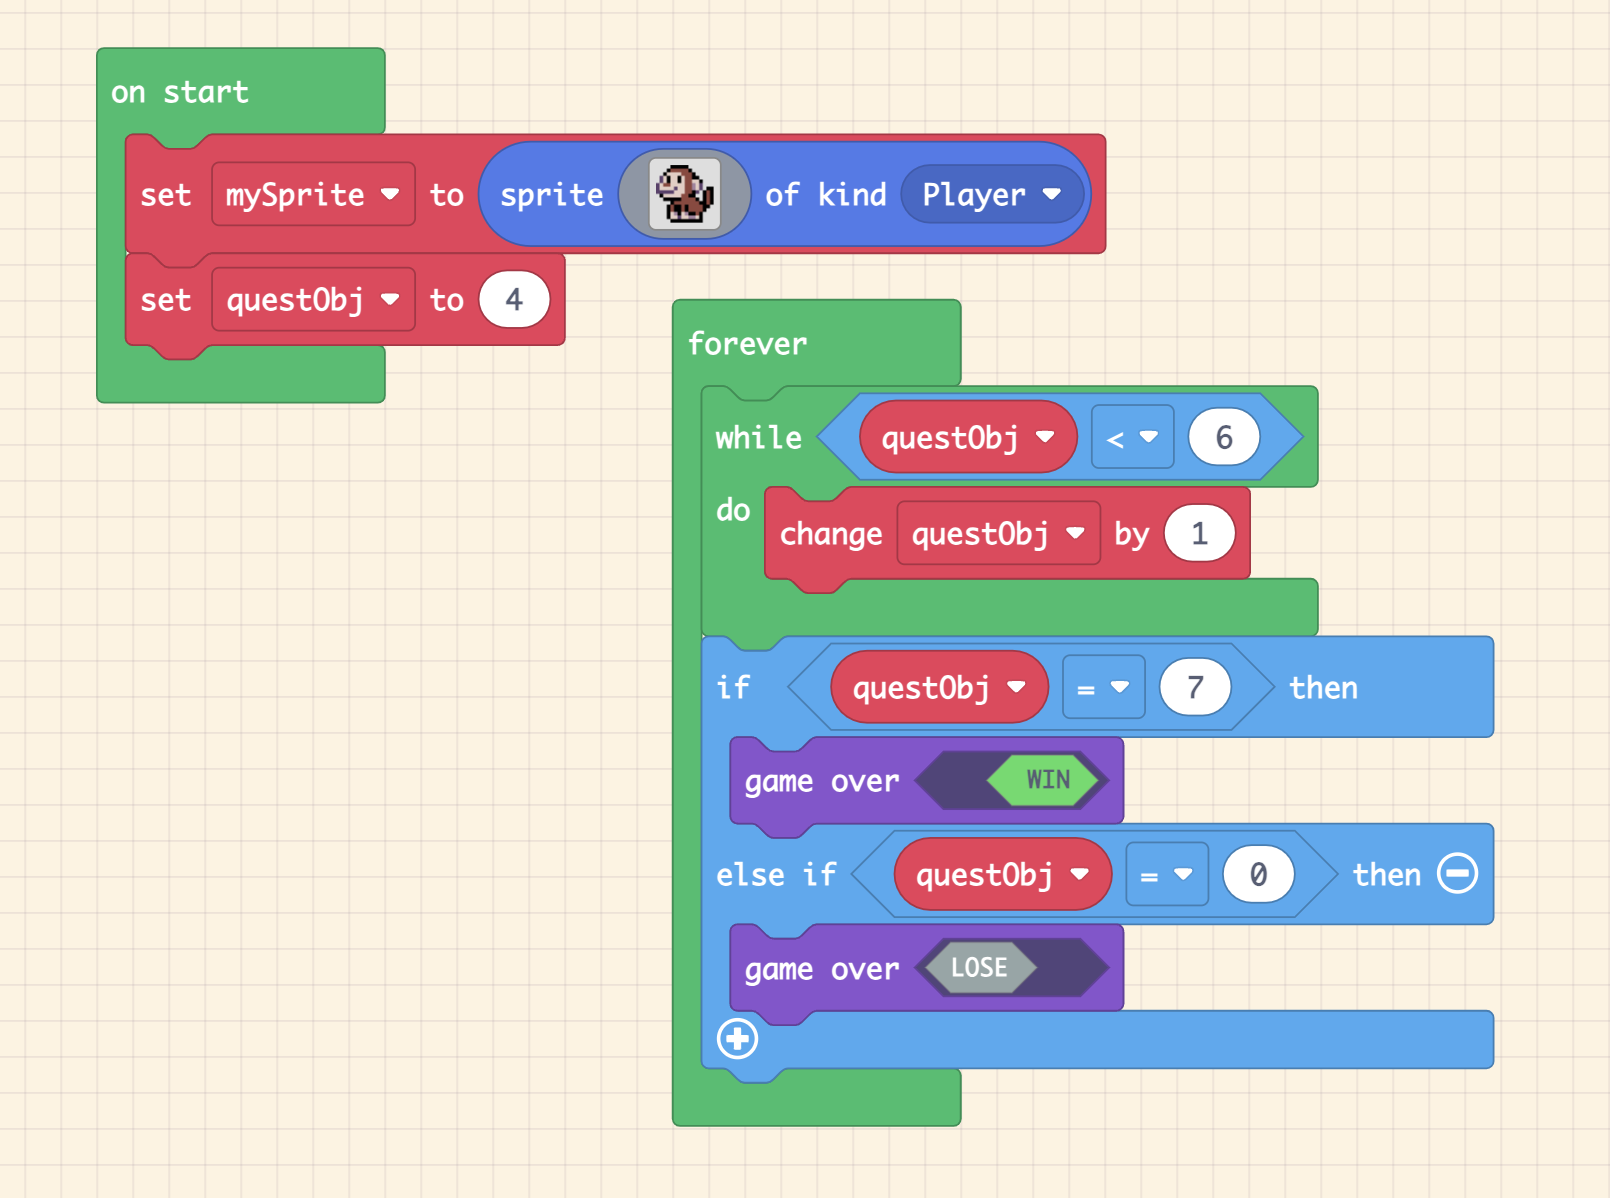 on start
set mySprite to sprite of kind Player
set questObj to 4
forever
while questObj < 6
do change questObj by 1
if questObj = 7 then
game over WIN
else if questObj = 0 then
game over LOSE